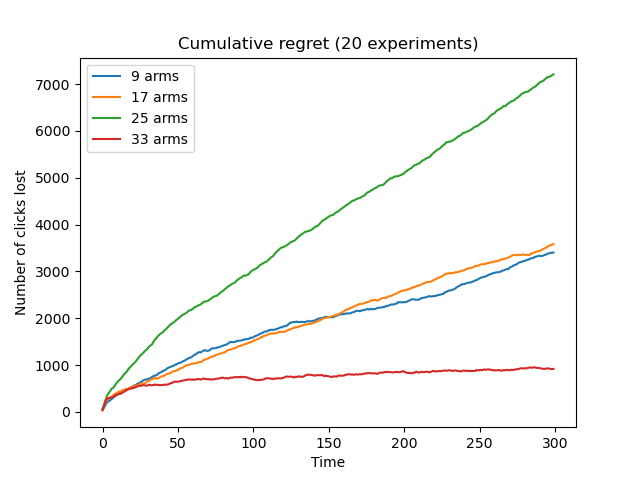 Cumulative regret (20 experiments)
9 arms
17 arms
25 arms
33 arms
Number of clicks lost
7000
6000
5000
4000
3000
2000
1000
0
0 50 100 150 200 250 300
Time